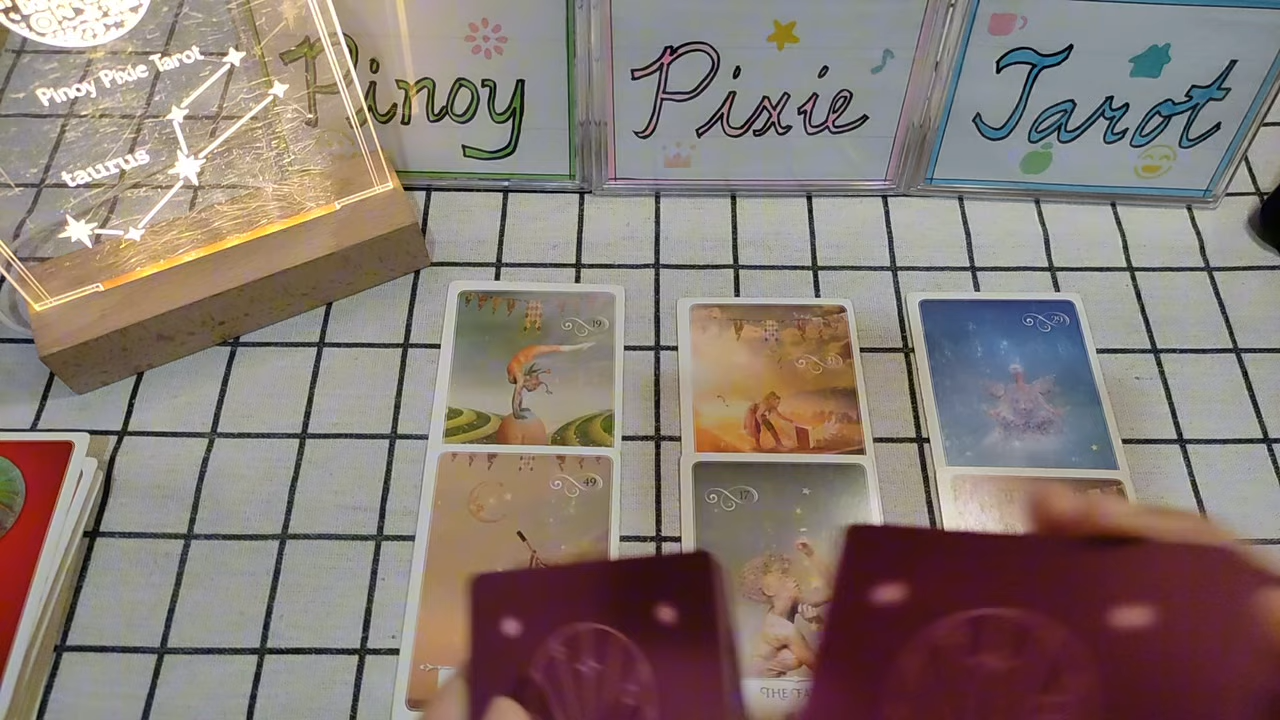 Pinoy Pixie Tarot
taurus
Pinoy
Pixie
Tarot
19
29
49
17
THE FA